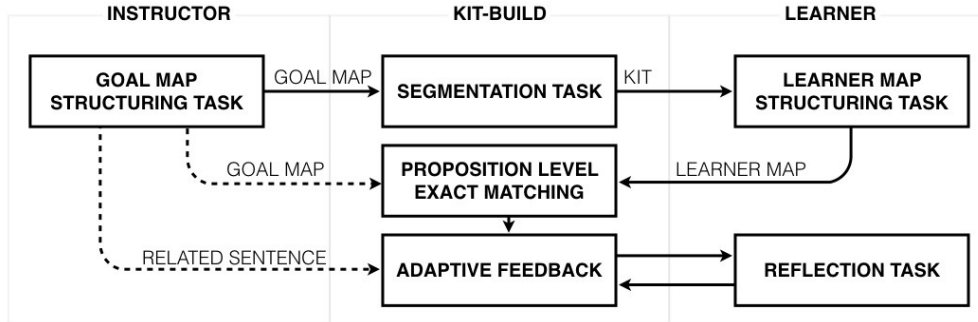 INSTRUCTOR
KIT-BUILD
LEARNER
GOAL MAP
STRUCTURING TASK
GOAL MAP
SEGMENTATION TASK
KIT
LEARNER MAP
STRUCTURING TASK
GOAL MAP
PROPOSITION LEVEL
EXACT MATCHING
LEARNER MAP
RELATED SENTENCE
ADAPTIVE FEEDBACK
REFLECTION TASK